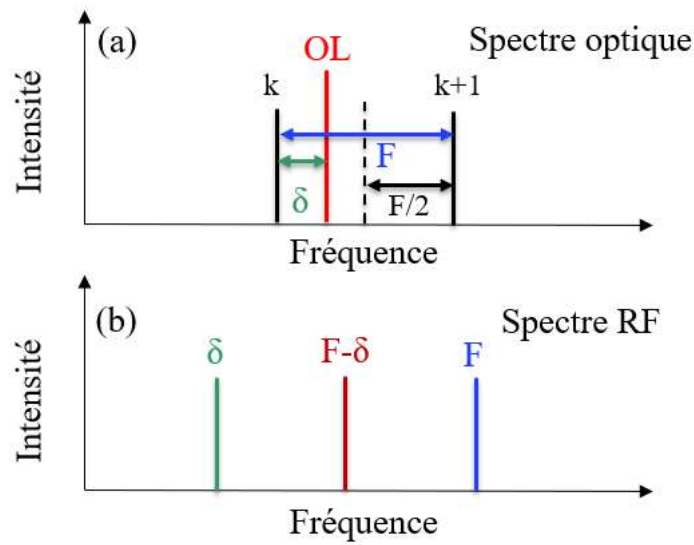 (a)
Spectre optique
OL
k
k+1
F
δ
F/2
Intensité
Fréquence
(b)
Spectre RF
δ
F-δ
F
Intensité
Fréquence